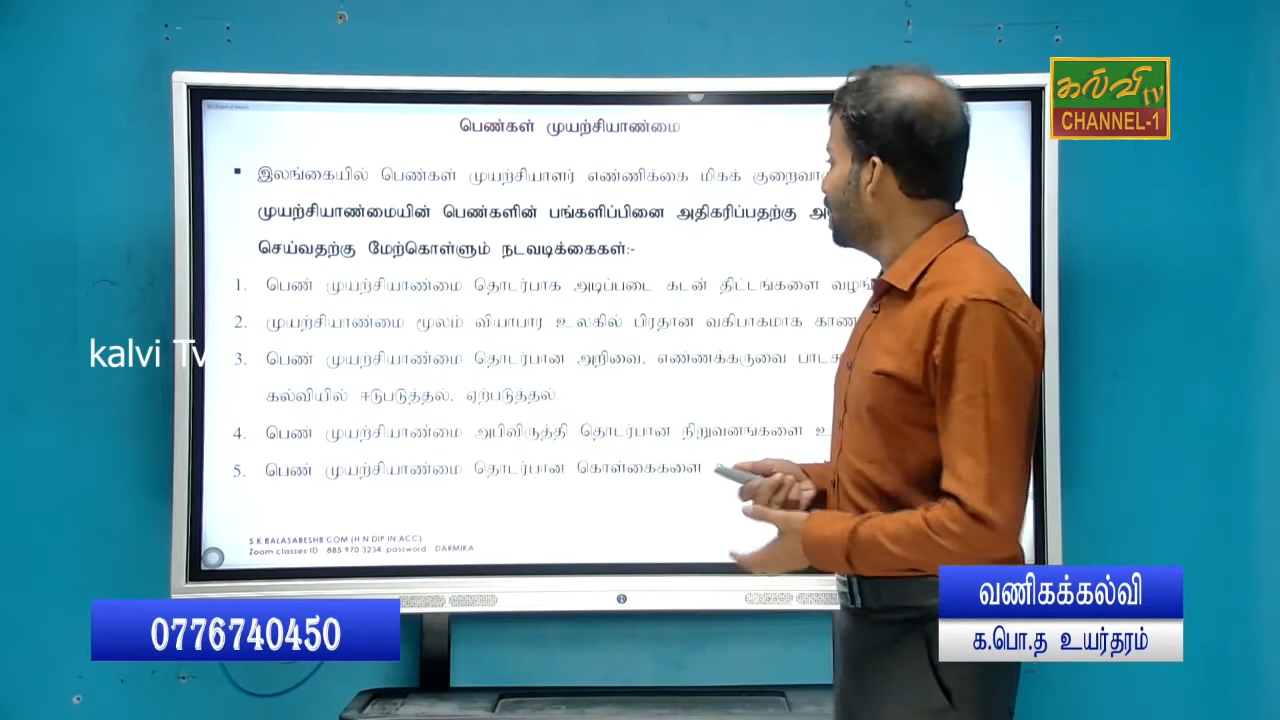 கல்வி tv
CHANNEL-1
பெண்கள் முயற்சியாண்மை
▪ இலங்கையில் பெண்கள் முயற்சியாளர் எண்ணிக்கை மிகக்
முயற்சியாண்மையின் பெண்களின் பங்களிப்பினை அதிகரிப்பதற்கு
செய்வதற்கு மேற்கொள்ளும் நடவடிக்கைகள்:-
1. பெண் முயற்சியாண்மை தொடர்பாக அடிப்படை கடன் திட்டங்களை
2. முயற்சியாண்மை மூலம் வியாபார உலகில் பிரதான வகிபாகமாக
kalvi Tv
3. பெண் முயற்சியாண்மை தொடர்பான அறிவை, எண்ணக்கருவை
கல்வியில் ஈடுபடுத்தல், ஏற்படுத்தல்.
4. பெண் முயற்சியாண்மை அபிவிருத்தி தொடர்பான நிறுவனங்களை
5. பெண் முயற்சியாண்மை தொடர்பான கொள்கைகளை
S.K BALASABESHB.COM (H N DIP IN ACC)
Zoom classes ID 885 970 3234 password DARMIKA
0776740450
வணிகக்கல்வி
க.பொ.த உயர்தரம்